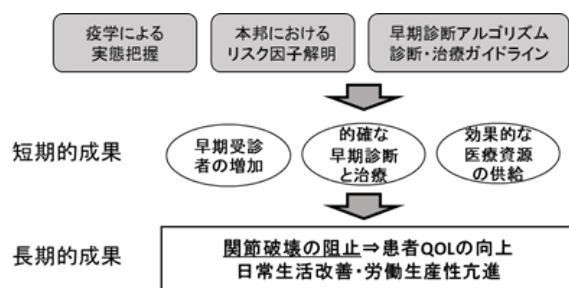 疫学による
実態把握
本邦における
リスク因子解明
早期診断アルゴリズム
診断・治療ガイドライン
短期的成果
早期受診
者の増加
的確な
早期診断
と治療
効果的な
医療資源
の供給
長期的成果
関節破壊の阻止⇒患者QOLの向上
日常生活改善・労働生産性亢進